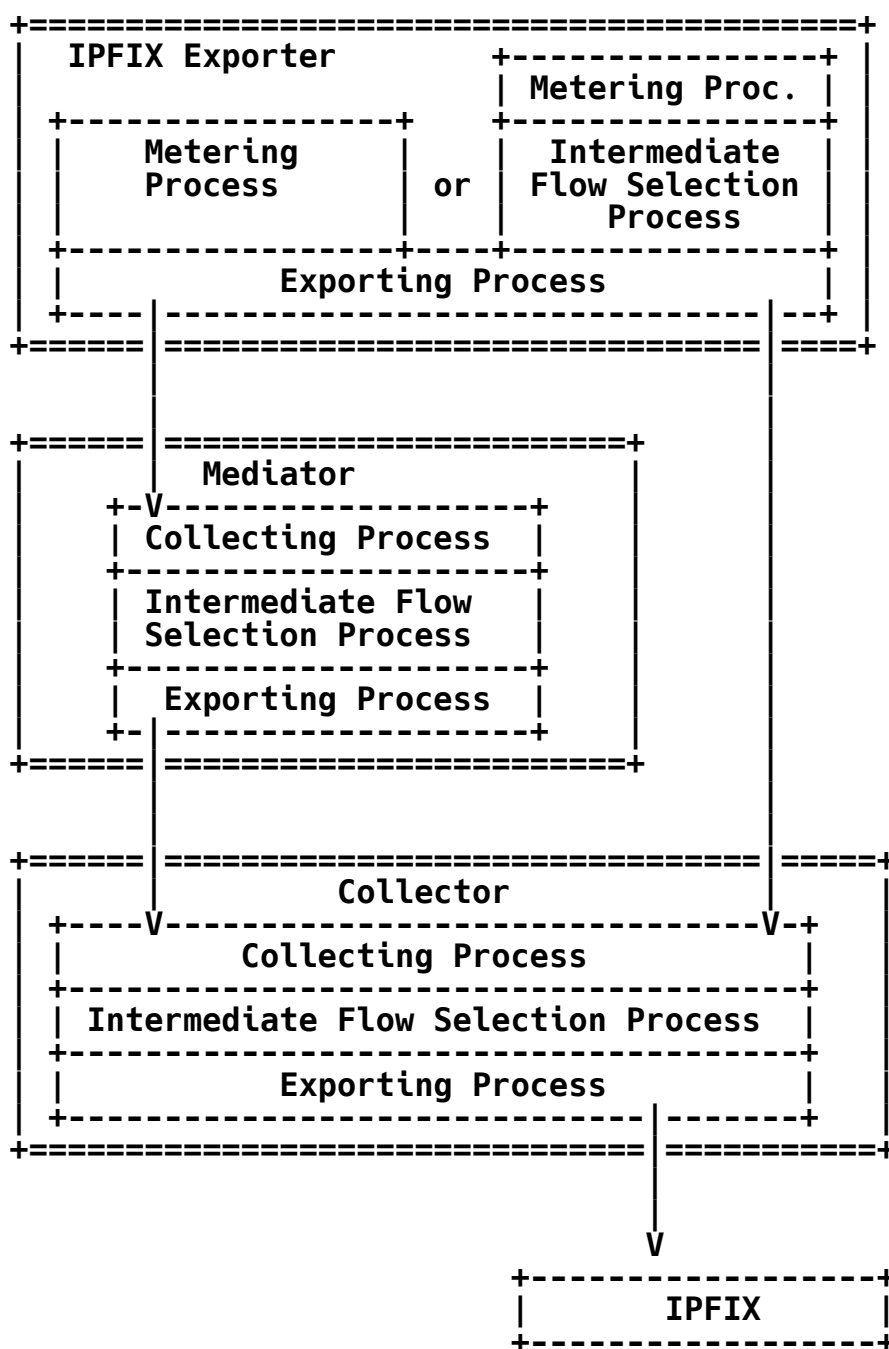 IPFIX Exporter
Metering Proc.
Metering Process
or
Intermediate Flow Selection Process
Exporting Process
Mediator
V
Collecting Process
Intermediate Flow
Selection Process
Exporting Process
Collector
V V
Collecting Process
Intermediate Flow Selection Process
Exporting Process
V
IPFIX